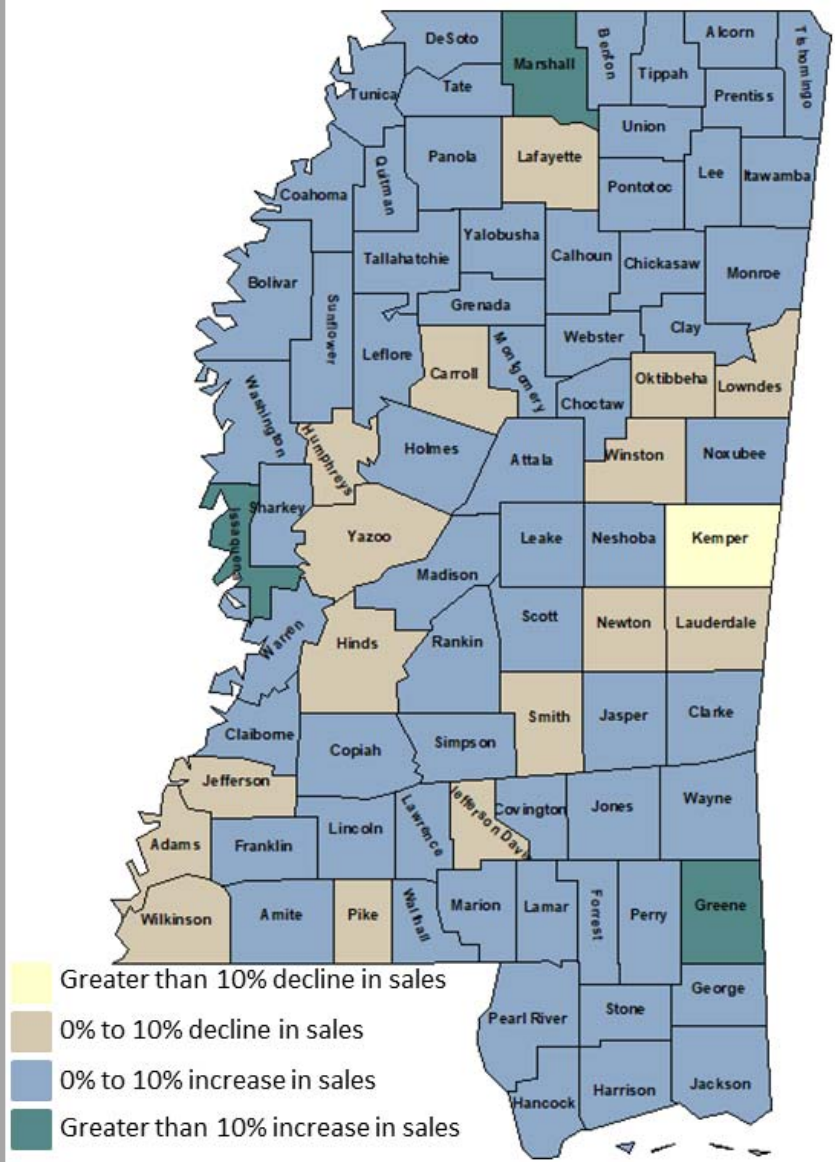 DeSoto
Marshall
Benton
Alcorn
Tishomingo
Tippah
Tunica
Tate
Prentiss
Union
Panola
Lafayette
Quitman
Pontotoc
Lee
Itawamba
Coahoma
Yalobusha
Tallahatchie
Calhoun
Chickasaw
Monroe
Bolivar
Sunflower
Grenada
Clay
Webster
Leflore
Carroll
Montgomery
Oktibbeha
Lowndes
Choctaw
Washington
Humphreys
Holmes
Attala
Winston
Noxubee
Sharkey
Issaquena
Yazoo
Leake
Neshoba
Kemper
Madison
Warren
Hinds
Rankin
Scott
Newton
Lauderdale
Smith
Jasper
Clarke
Claiborne
Copiah
Simpson
Jefferson
Jefferson Davis
Covington
Jones
Wayne
Lawrence
Lincoln
Adams
Franklin
Wilkinson
Amite
Pike
Walthall
Marion
Lamar
Forrest
Perry
Greene
George
Pearl River
Stone
Hancock
Harrison
Jackson
Greater than 10% decline in sales
0% to 10% decline in sales
0% to 10% increase in sales
Greater than 10% increase in sales